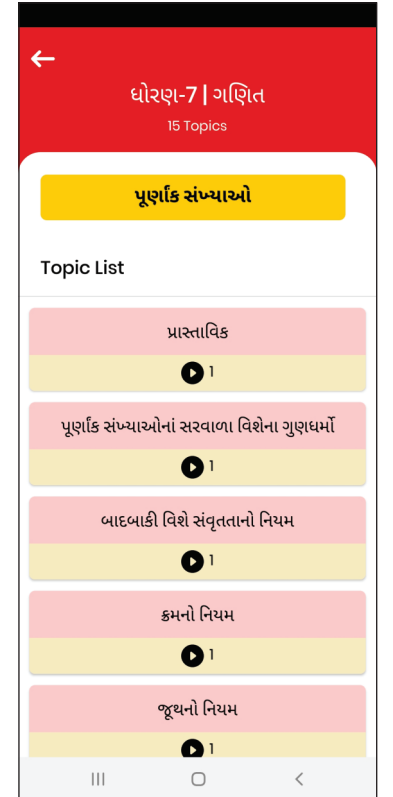 ધોરણ-7 | ગણિત
15 Topics
પૂર્ણાંક સંખ્યાઓ
Topic List
પ્રાસ્તાવિક
1
પૂર્ણાંક સંખ્યાઓનાં સરવાળા વિશેના ગુણધર્મો
1
બાદબાકી વિશે સંવૃતતાનો નિયમ
1
ક્રમનો નિયમ
1
જૂથનો નિયમ
1